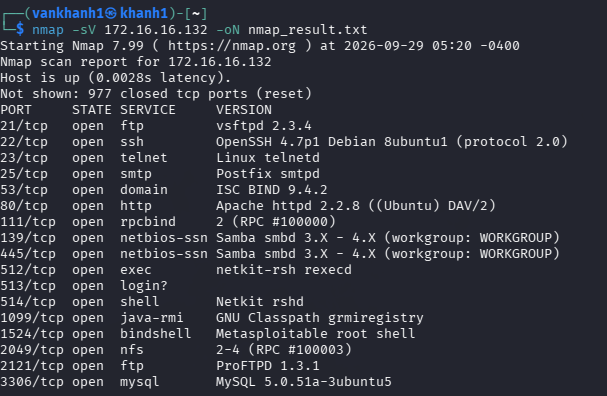 ┌──(vankhanh1㉿khanh1)-[~]
└─$ nmap -sV 172.16.16.132 -oN nmap_result.txt
Starting Nmap 7.99 ( https://nmap.org ) at 2026-09-29 05:20 -0400
Nmap scan report for 172.16.16.132
Host is up (0.0028s latency).
Not shown: 977 closed tcp ports (reset)
PORT     STATE SERVICE     VERSION
21/tcp   open  ftp         vsftpd 2.3.4
22/tcp   open  ssh         OpenSSH 4.7p1 Debian 8ubuntu1 (protocol 2.0)
23/tcp   open  telnet      Linux telnetd
25/tcp   open  smtp        Postfix smtpd
53/tcp   open  domain      ISC BIND 9.4.2
80/tcp   open  http        Apache httpd 2.2.8 ((Ubuntu) DAV/2)
111/tcp  open  rpcbind     2 (RPC #100000)
139/tcp  open  netbios-ssn Samba smbd 3.X - 4.X (workgroup: WORKGROUP)
445/tcp  open  netbios-ssn Samba smbd 3.X - 4.X (workgroup: WORKGROUP)
512/tcp  open  exec        netkit-rsh rexecd
513/tcp  open  login?
514/tcp  open  shell       Netkit rshd
1099/tcp open  java-rmi    GNU Classpath grmiregistry
1524/tcp open  bindshell   Metasploitable root shell
2049/tcp open  nfs         2-4 (RPC #100003)
2121/tcp open  ftp         ProFTPD 1.3.1
3306/tcp open  mysql       MySQL 5.0.51a-3ubuntu5